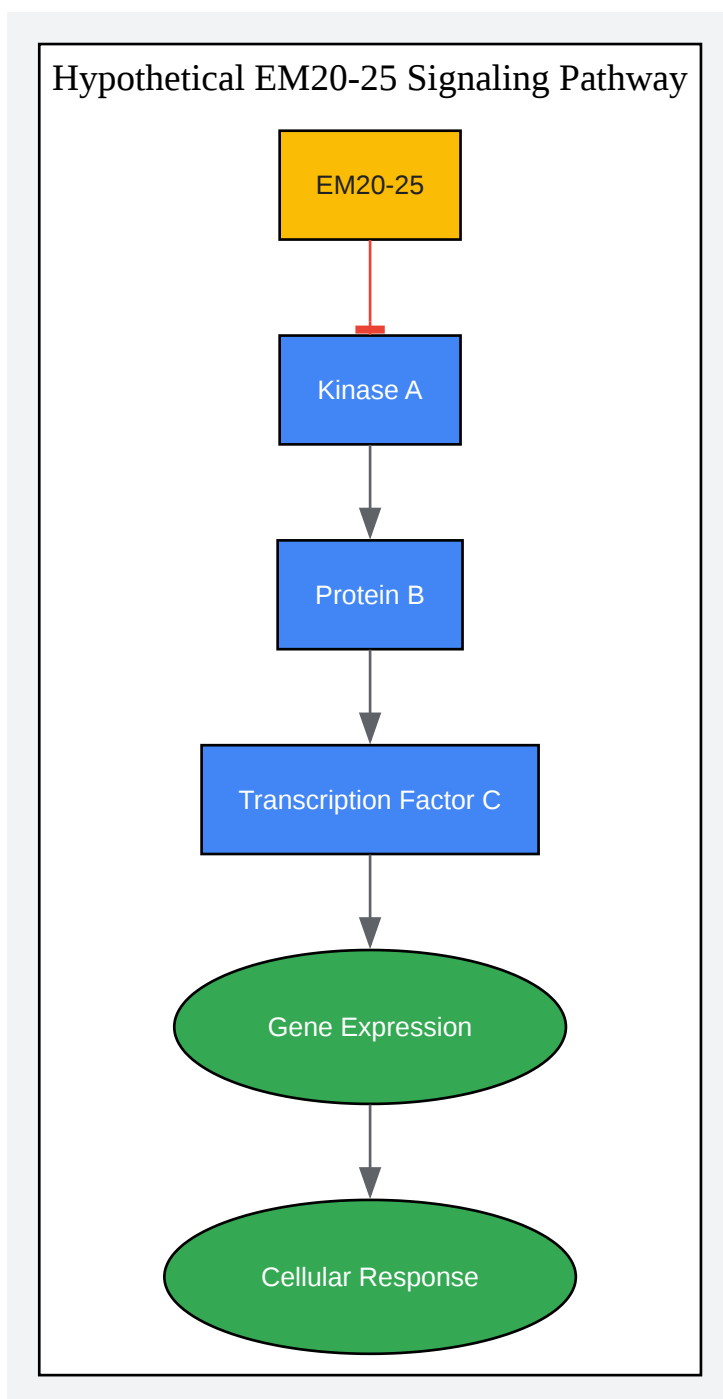 Hypothetical EM20-25 Signaling Pathway
EM20-25
Kinase A
Protein B
Transcription Factor C
Gene Expression
Cellular Response